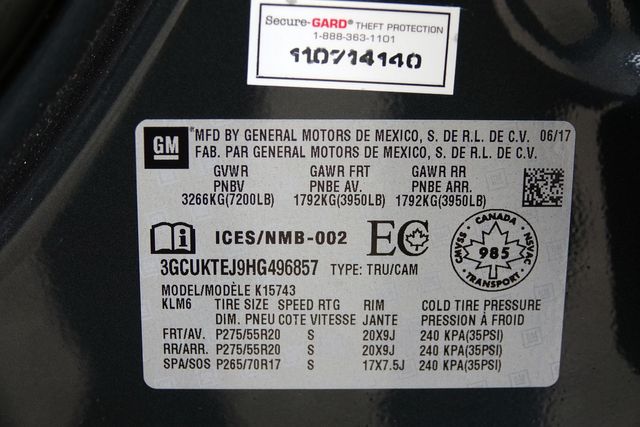 Secure-GARD® THEFT PROTECTION
1-888-363-1101
110714140
GM
MFD BY GENERAL MOTORS DE MEXICO, S. DE R.L. DE C.V. 06/17
FAB. PAR GENERAL MOTORS DE MEXICO, S. DE R.L. DE C.V.
GVWR GAWR FRT GAWR RR
PNBV PNBE AV. PNBE ARR.
3266KG(7200LB) 1792KG(3950LB) 1792KG(3950LB)
i ICES/NMB-002 EC
CANADA
CMVSS 985 NSVAC
TRANSPORT
3GCUKTEJ9HG496857 TYPE: TRU/CAM
MODEL/MODÈLE K15743
KLM6 TIRE SIZE SPEED RTG RIM COLD TIRE PRESSURE
DIM. PNEU COTE VITESSE JANTE PRESSION À FROID
FRT/AV. P275/55R20 S 20X9J 240 KPA(35PSI)
RR/ARR. P275/55R20 S 20X9J 240 KPA(35PSI)
SPA/SOS P265/70R17 S 17X7.5J 240 KPA(35PSI)